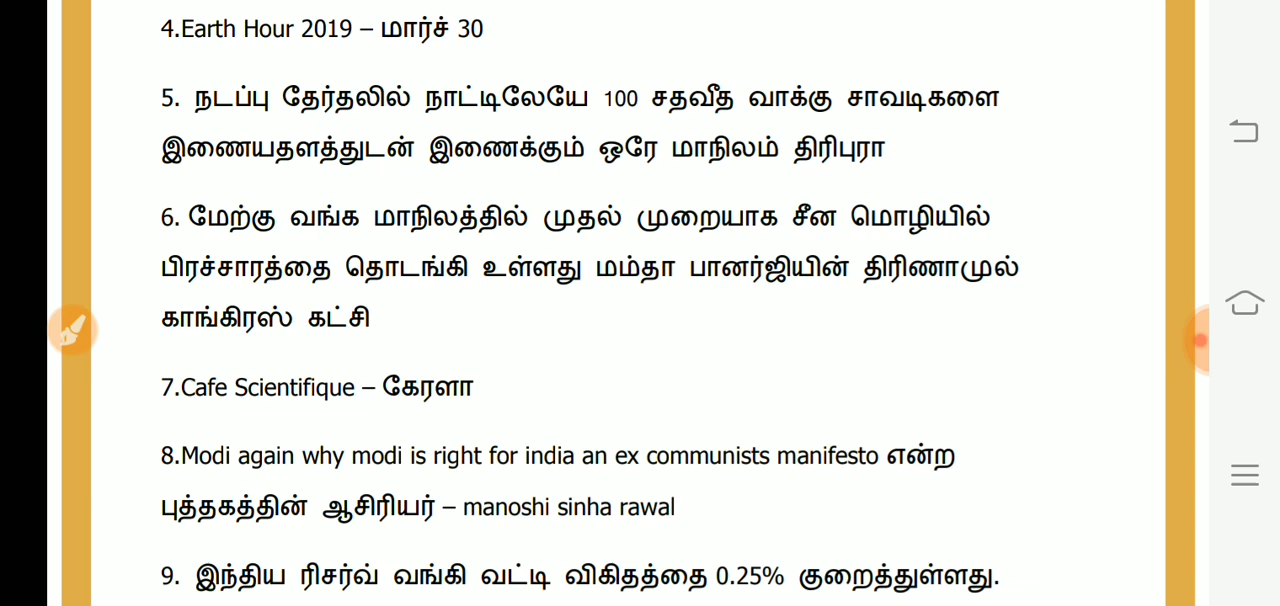 4.Earth Hour 2019 – மார்ச் 30
5. நடப்பு தேர்தலில் நாட்டிலேயே 100 சதவீத வாக்கு சாவடிகளை
இணையதளத்துடன் இணைக்கும் ஒரே மாநிலம் திரிபுரா
6. மேற்கு வங்க மாநிலத்தில் முதல் முறையாக சீன மொழியில்
பிரச்சாரத்தை தொடங்கி உள்ளது மம்தா பானர்ஜியின் திரிணாமுல்
காங்கிரஸ் கட்சி
7.Cafe Scientifique – கேரளா
8.Modi again why modi is right for india an ex communists manifesto என்ற
புத்தகத்தின் ஆசிரியர் – manoshi sinha rawal
9. இந்திய ரிசர்வ் வங்கி வட்டி விகிதத்தை 0.25% குறைத்துள்ளது.